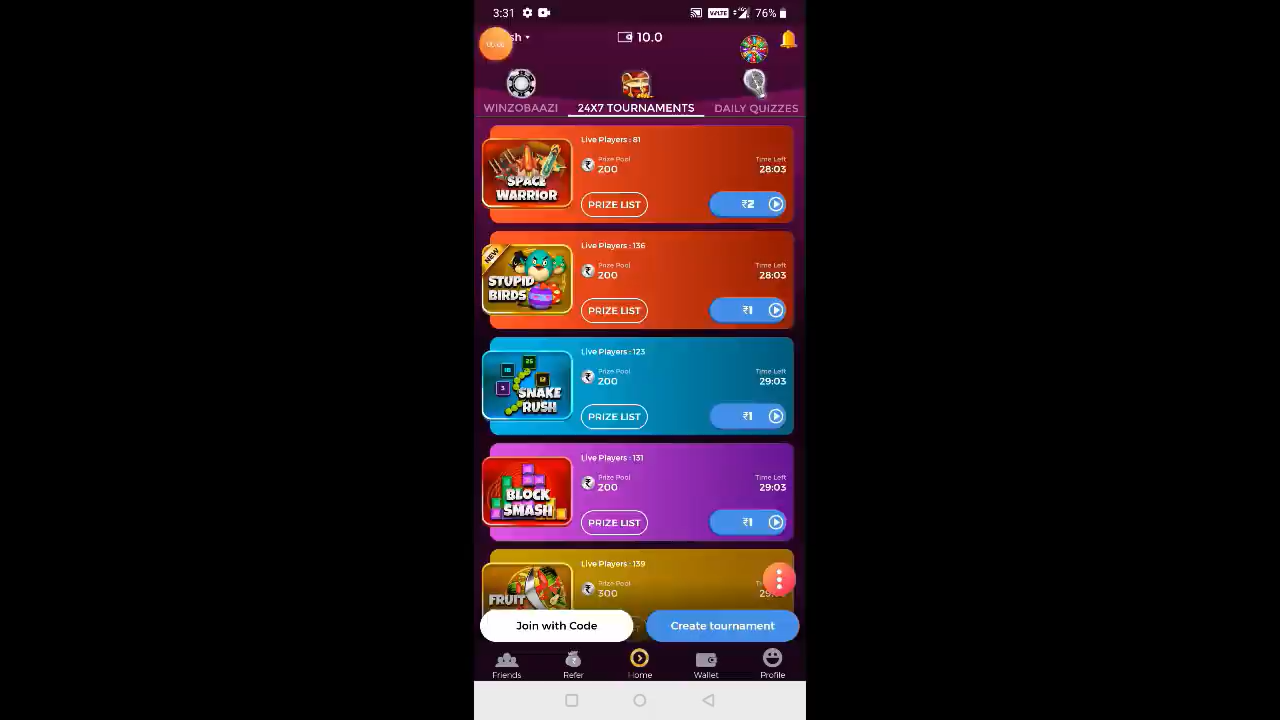 3:31
VoLTE
76%
sh
10.0
WINZOBAAZI
24X7 TOURNAMENTS
DAILY QUIZZES
Live Players : 81
Prize Pool
200
Time Left
28:03
SPACE
WARRIOR
PRIZE LIST
₹2
Live Players : 136
NEW
Prize Pool
200
Time Left
28:03
STUPID
BIRDS
PRIZE LIST
₹1
Live Players : 123
Prize Pool
200
Time Left
29:03
SNAKE
RUSH
PRIZE LIST
₹1
Live Players : 131
Prize Pool
200
Time Left
29:03
BLOCK
SMASH
PRIZE LIST
₹1
Live Players : 139
Prize Pool
300
FRUIT
Join with Code
Create tournament
Friends
Refer
Home
Wallet
Profile